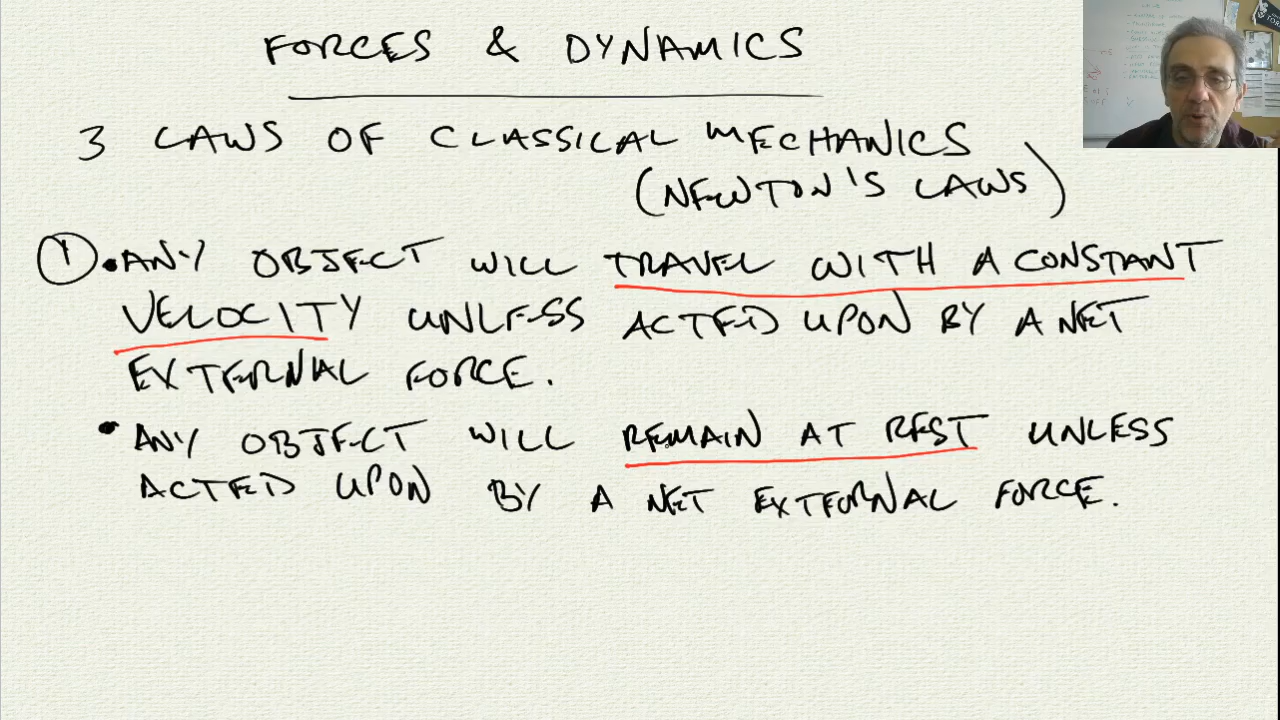 FORCES & DYNAMICS
3 LAWS OF CLASSICAL MECHANICS
(NEWTON'S LAWS)
① • ANY OBJECT WILL TRAVEL WITH A CONSTANT
VELOCITY UNLESS ACTED UPON BY A NET
EXTERNAL FORCE.
• ANY OBJECT WILL REMAIN AT REST UNLESS
ACTED UPON BY A NET EXTERNAL FORCE.